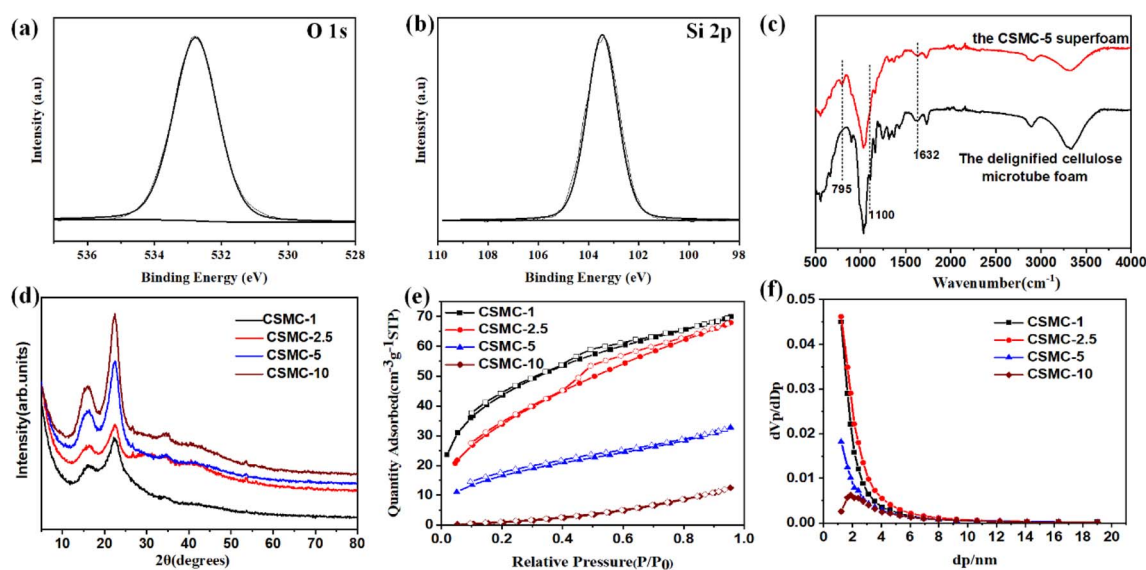 (a)
O 1s
Intensity (a.u)
536
534
532
530
528
Binding Energy (eV)
(b)
Si 2p
Intensity (a.u)
110
108
106
104
102
100
98
Binding Energy (eV)
(c)
the CSMC-5 superfoam
1632
The delignified cellulose
microtube foam
795
1100
500
1000
1500
2000
2500
3000
3500
4000
Wavenumber(cm-1)
(d)
CSMC-1
CSMC-2.5
CSMC-5
CSMC-10
Intensity(arb.units)
10
20
30
40
50
60
70
80
2θ(degrees)
(e)
CSMC-1
CSMC-2.5
CSMC-5
CSMC-10
Quantity Adsorbed(cm-3g-1STP)
70
60
50
40
30
20
10
0
0.0
0.2
0.4
0.6
0.8
1.0
Relative Pressure(P/P0)
(f)
CSMC-1
CSMC-2.5
CSMC-5
CSMC-10
dVp/dDp
0.05
0.04
0.03
0.02
0.01
0.00
0
2
4
6
8
10
12
14
16
18
20
dp/nm